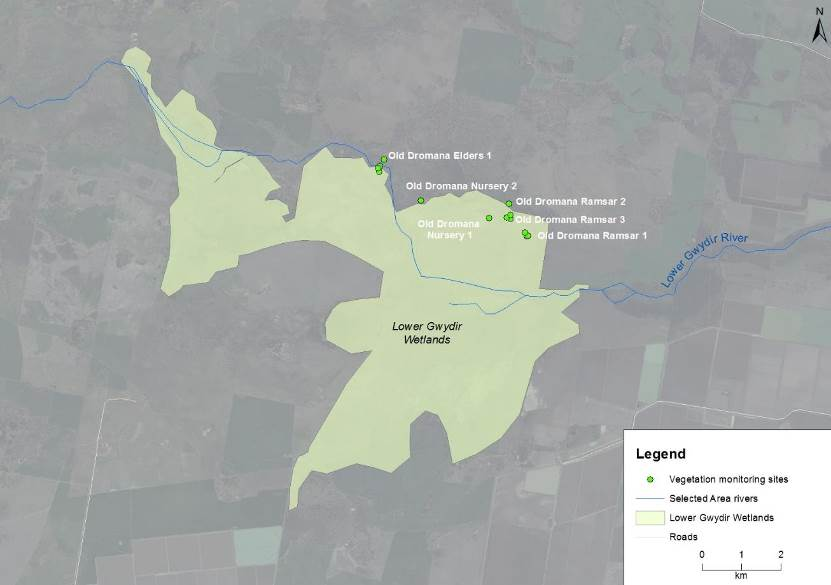 N
Old Dromana Elders 1
Old Dromana Nursery 2
Old Dromana Ramsar 2
Old Dromana
Nursery 1
Old Dromana Ramsar 3
Old Dromana Ramsar 1
Lower Gwydir River
Lower Gwydir
Wetlands
Legend
Vegetation monitoring sites
Selected Area rivers
Lower Gwydir Wetlands
Roads
0 1 2
km